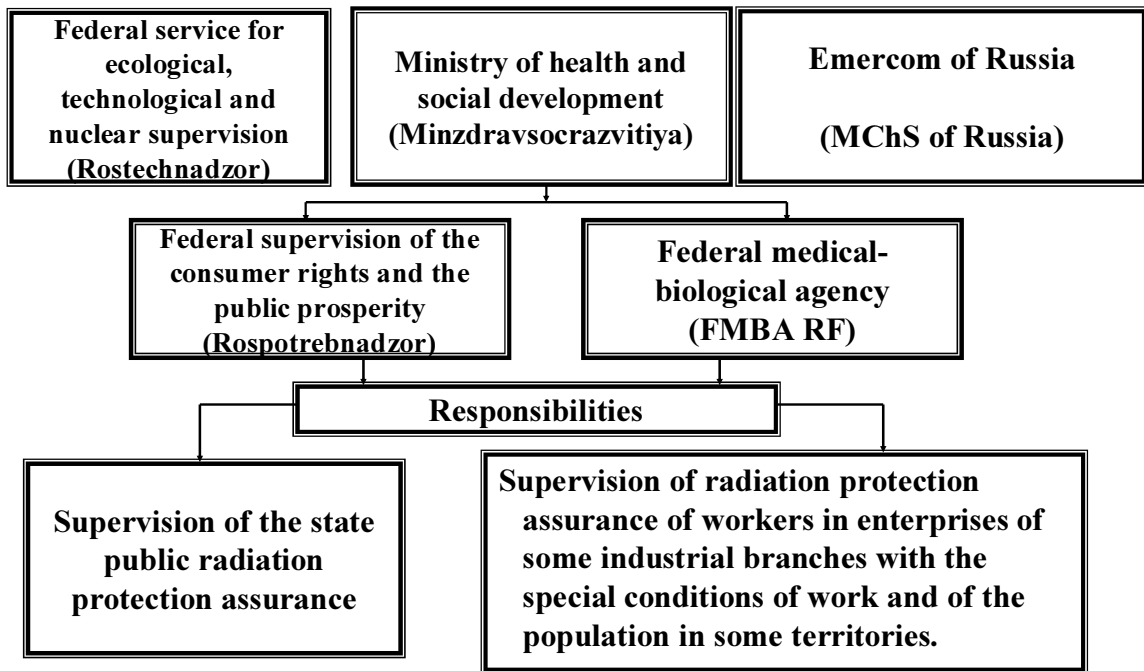 Federal service for
ecological,
technological and
nuclear supervision
(Rostechnadzor)
Ministry of health and
social development
(Minzdravsocrazvitiya)
Emercom of Russia
(MChS of Russia)
Federal supervision of the
consumer rights and the
public prosperity
(Rospotrebnadzor)
Federal medical-
biological agency
(FMBA RF)
Responsibilities
Supervision of the state
public radiation
protection assurance
Supervision of radiation protection
assurance of workers in enterprises of
some industrial branches with the
special conditions of work and of the
population in some territories.